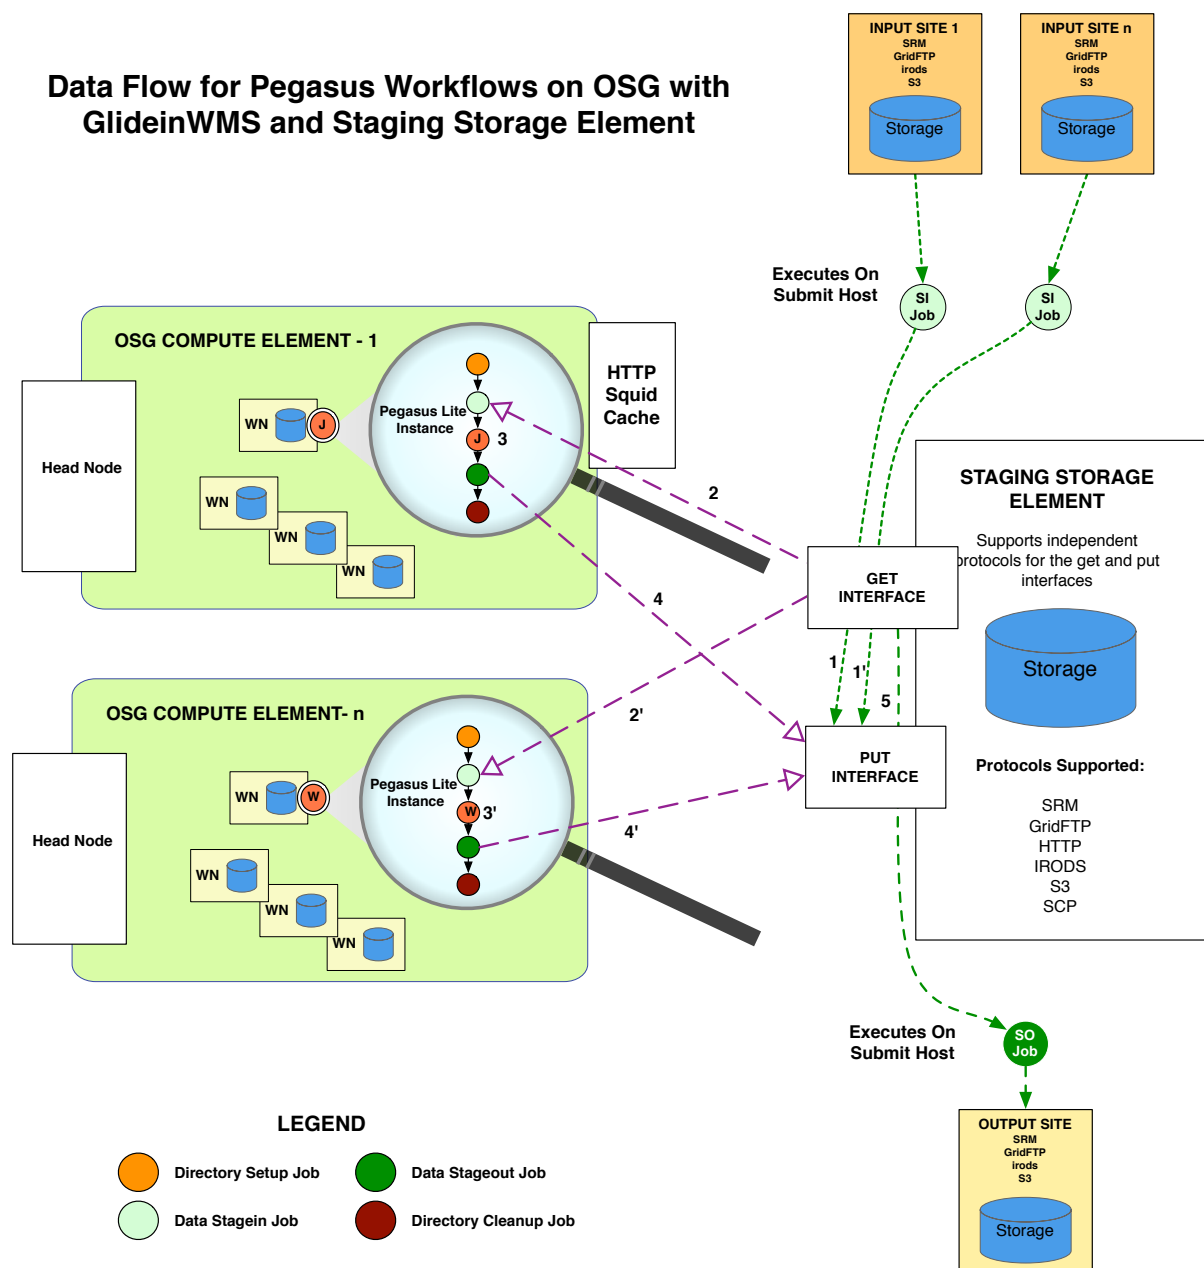 Data Flow for Pegasus Workflows on OSG with
GlideinWMS and Staging Storage Element
INPUT SITE 1
SRM
GridFTP
irods
S3
Storage
INPUT SITE n
SRM
GridFTP
irods
S3
Storage
Executes On
Submit Host
SI
Job
SI
Job
OSG COMPUTE ELEMENT - 1
Head Node
WN
J
WN
WN
WN
Pegasus Lite
Instance
J
3
HTTP
Squid
Cache
2
4
STAGING STORAGE
ELEMENT
Supports independent
protocols for the get and put
interfaces
Storage
GET
INTERFACE
1
1'
5
2'
PUT
INTERFACE
Protocols Supported:
SRM
GridFTP
HTTP
IRODS
S3
SCP
OSG COMPUTE ELEMENT- n
Head Node
WN
W
WN
WN
WN
Pegasus Lite
Instance
W
3'
4'
Executes On
Submit Host
SO
Job
OUTPUT SITE
SRM
GridFTP
irods
S3
Storage
LEGEND
Directory Setup Job
Data Stageout Job
Data Stagein Job
Directory Cleanup Job